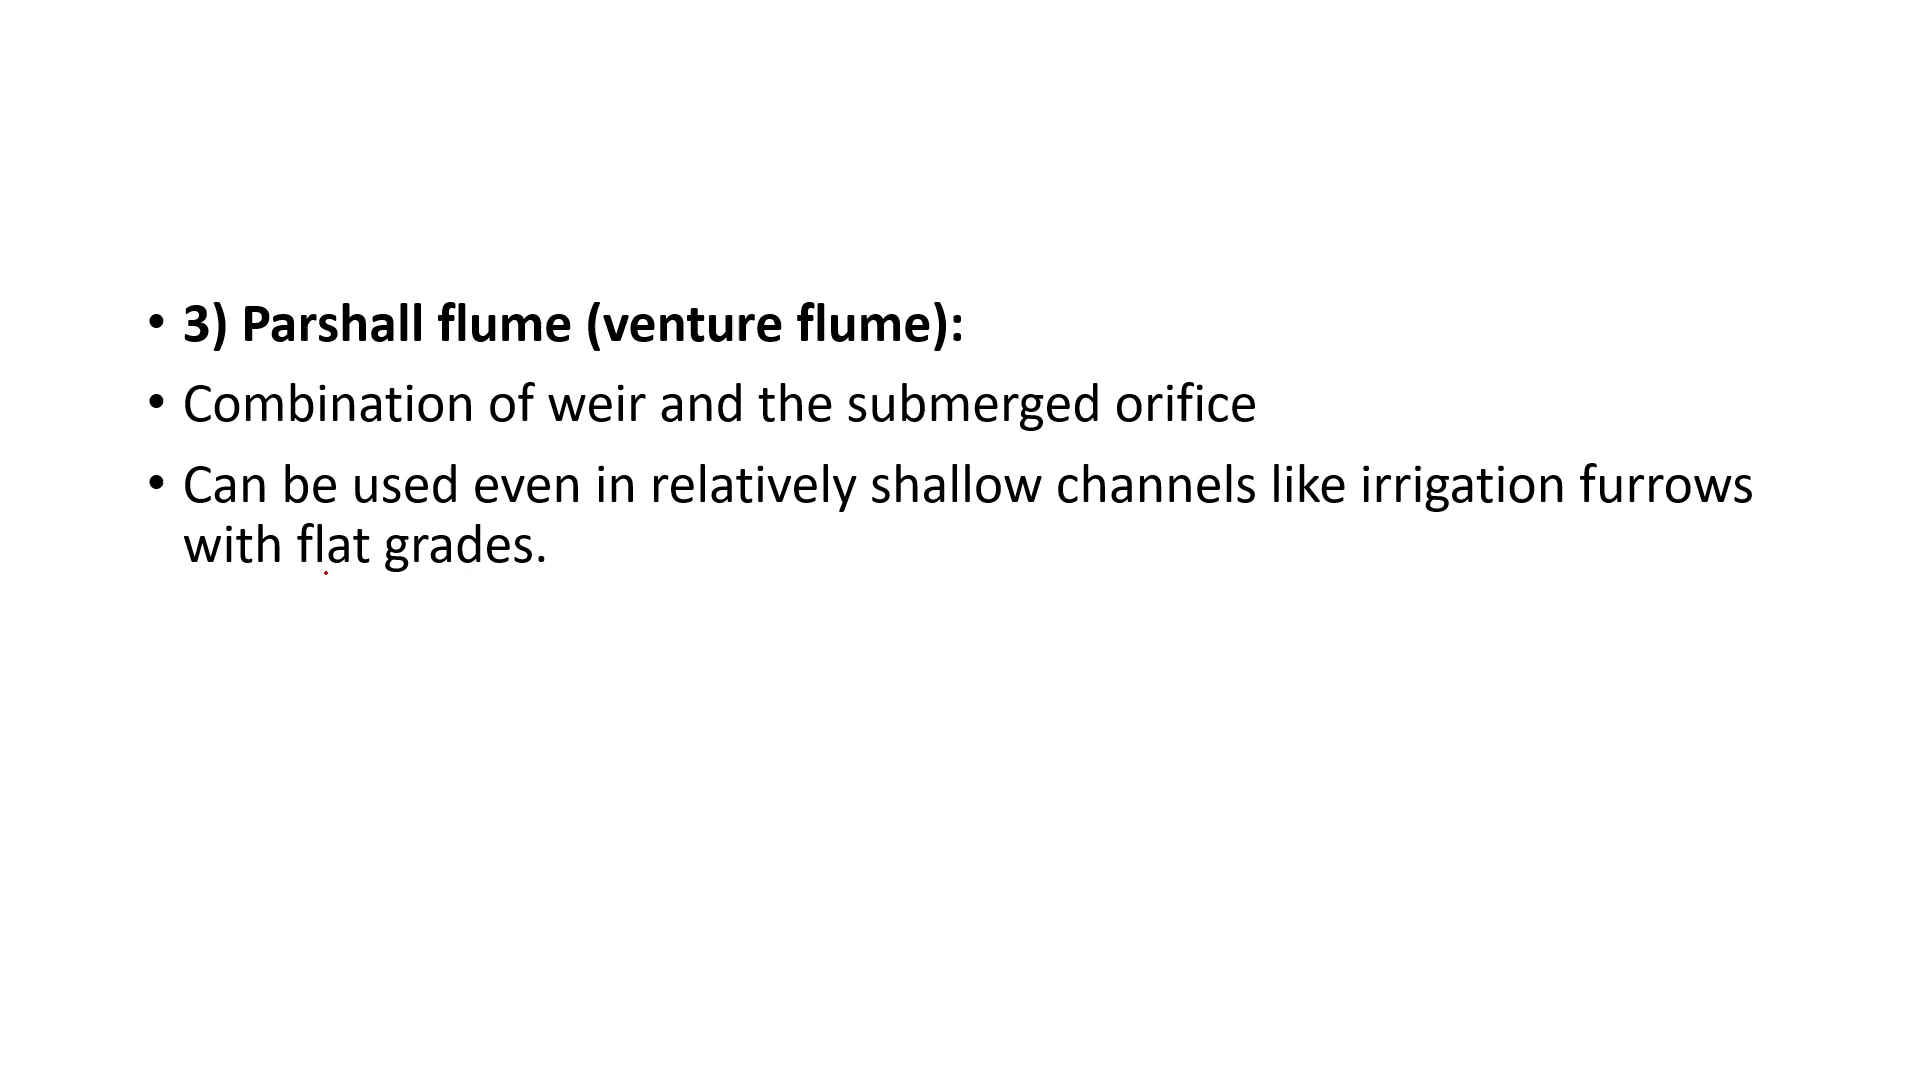 • 3) Parshall flume (venture flume):
• Combination of weir and the submerged orifice
• Can be used even in relatively shallow channels like irrigation furrows
with flat grades.